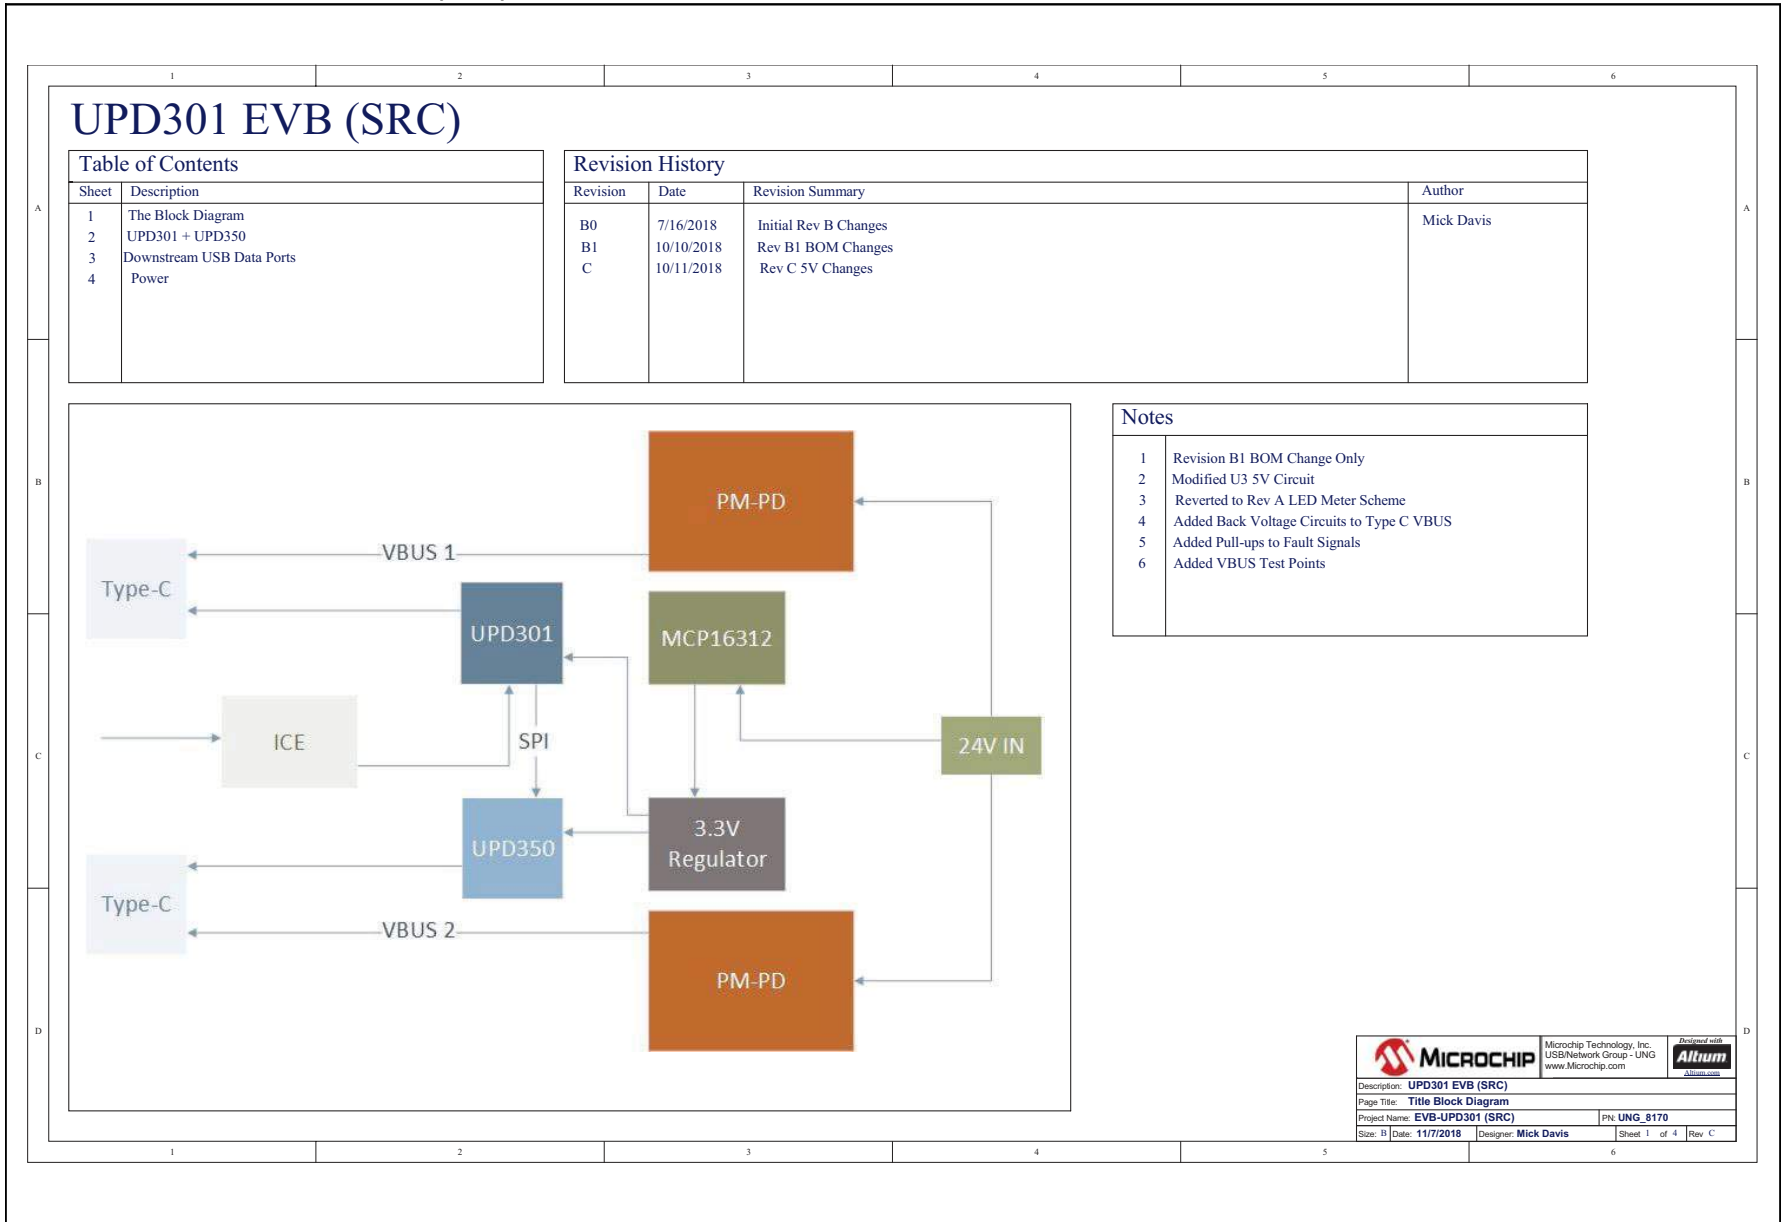 1 2 3 4 5 6
UPD301 EVB (SRC)
Table of Contents
Sheet Description
1 The Block Diagram
2 UPD301 + UPD350
3 Downstream USB Data Ports
4 Power
Revision History
Revision Date Revision Summary Author
B0 7/16/2018 Initial Rev B Changes Mick Davis
B1 10/10/2018 Rev B1 BOM Changes
C 10/11/2018 Rev C 5V Changes
A A
B B
C C
D D
PM-PD
VBUS 1
Type-C
UPD301
MCP16312
ICE
SPI
24V IN
UPD350
3.3V
Regulator
Type-C
VBUS 2
PM-PD
Notes
1 Revision B1 BOM Change Only
2 Modified U3 5V Circuit
3 Reverted to Rev A LED Meter Scheme
4 Added Back Voltage Circuits to Type C VBUS
5 Added Pull-ups to Fault Signals
6 Added VBUS Test Points
MICROCHIP
Microchip Technology, Inc.
USB/Network Group - UNG
www.Microchip.com
Designed with
Altium
Altium.com
Description: UPD301 EVB (SRC)
Page Title: Title Block Diagram
Project Name: EVB-UPD301 (SRC) PN: UNG_8170
Size: B Date: 11/7/2018 Designer: Mick Davis Sheet 1 of 4 Rev C
1 2 3 4 5 6